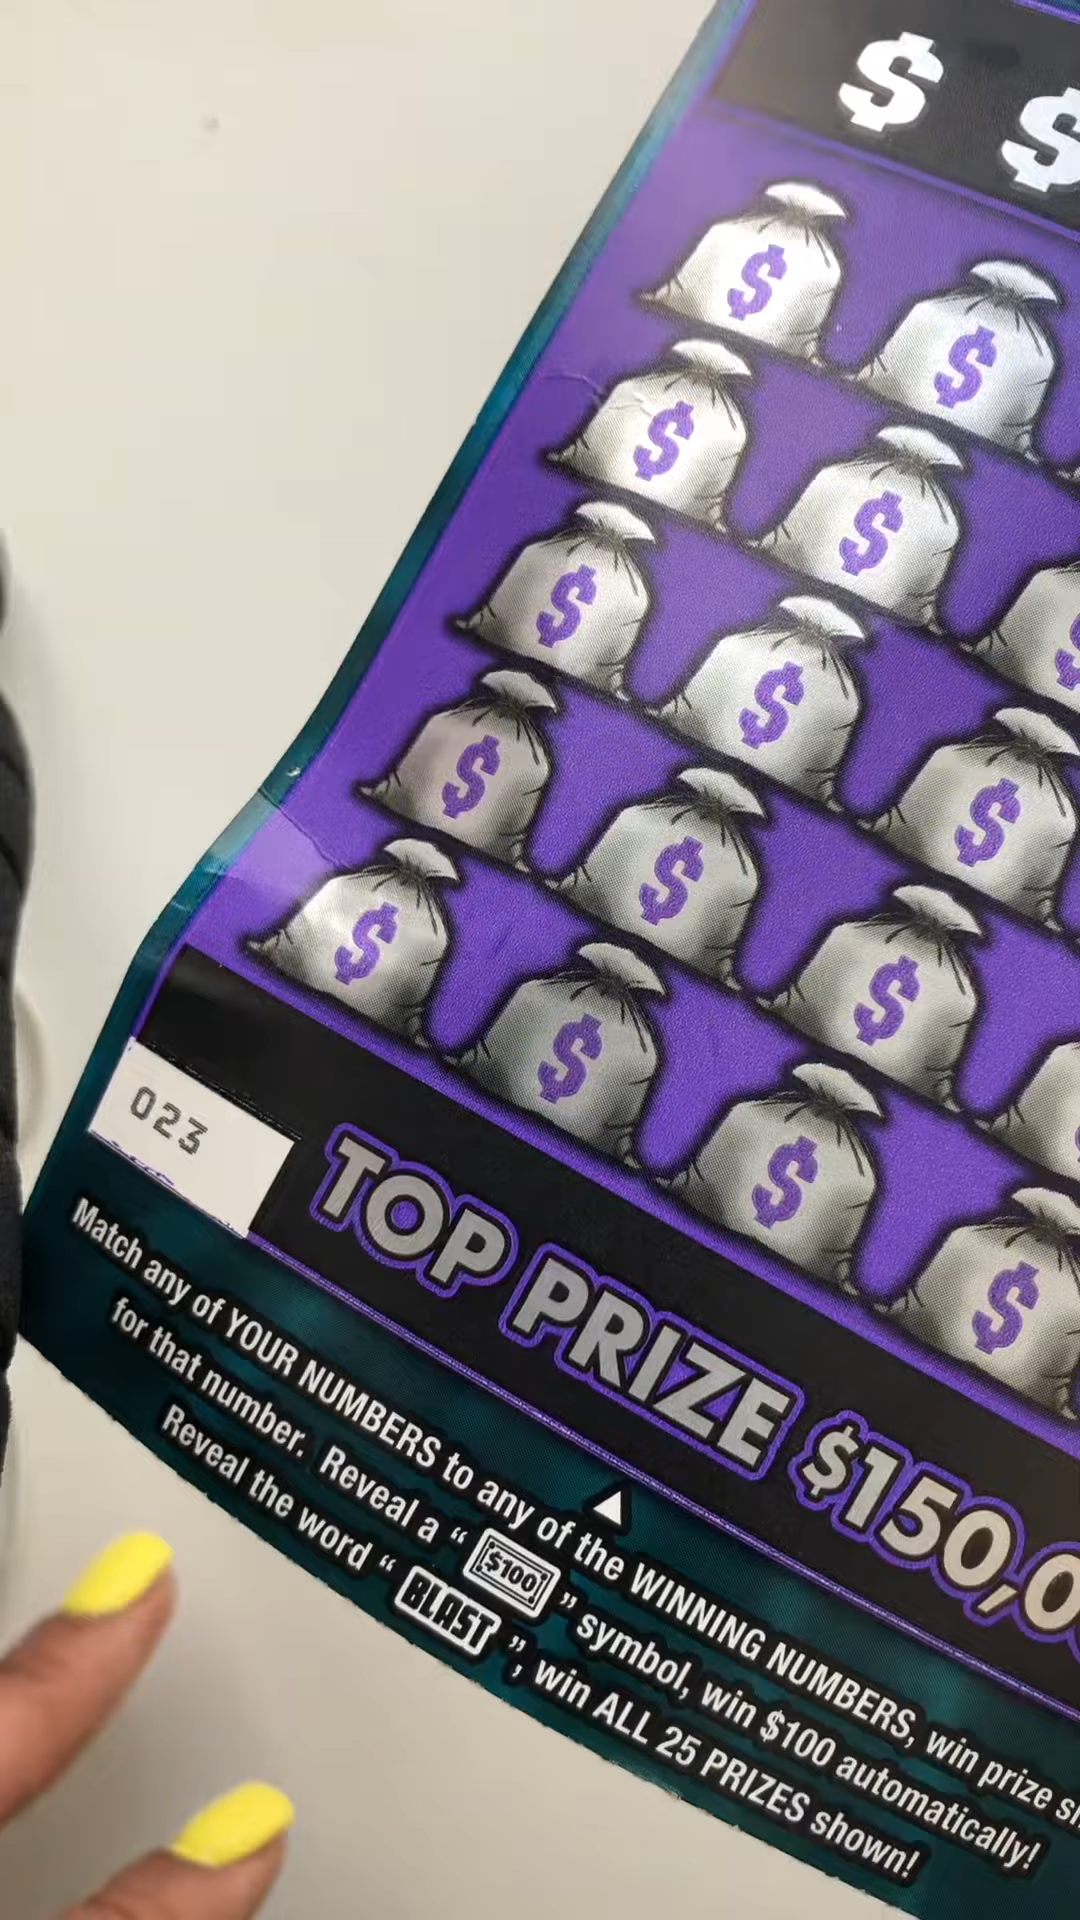 $ $
$ $
$ $
$ $ $
$ $ $
$ $ $
$ $ $
023
TOP PRIZE $150,0
Match any of YOUR NUMBERS to any of the WINNING NUMBERS, win prize
for that number. Reveal a “ $100 ” symbol, win $100 automatically!
Reveal the word “ BLAST ”, win ALL 25 PRIZES shown!